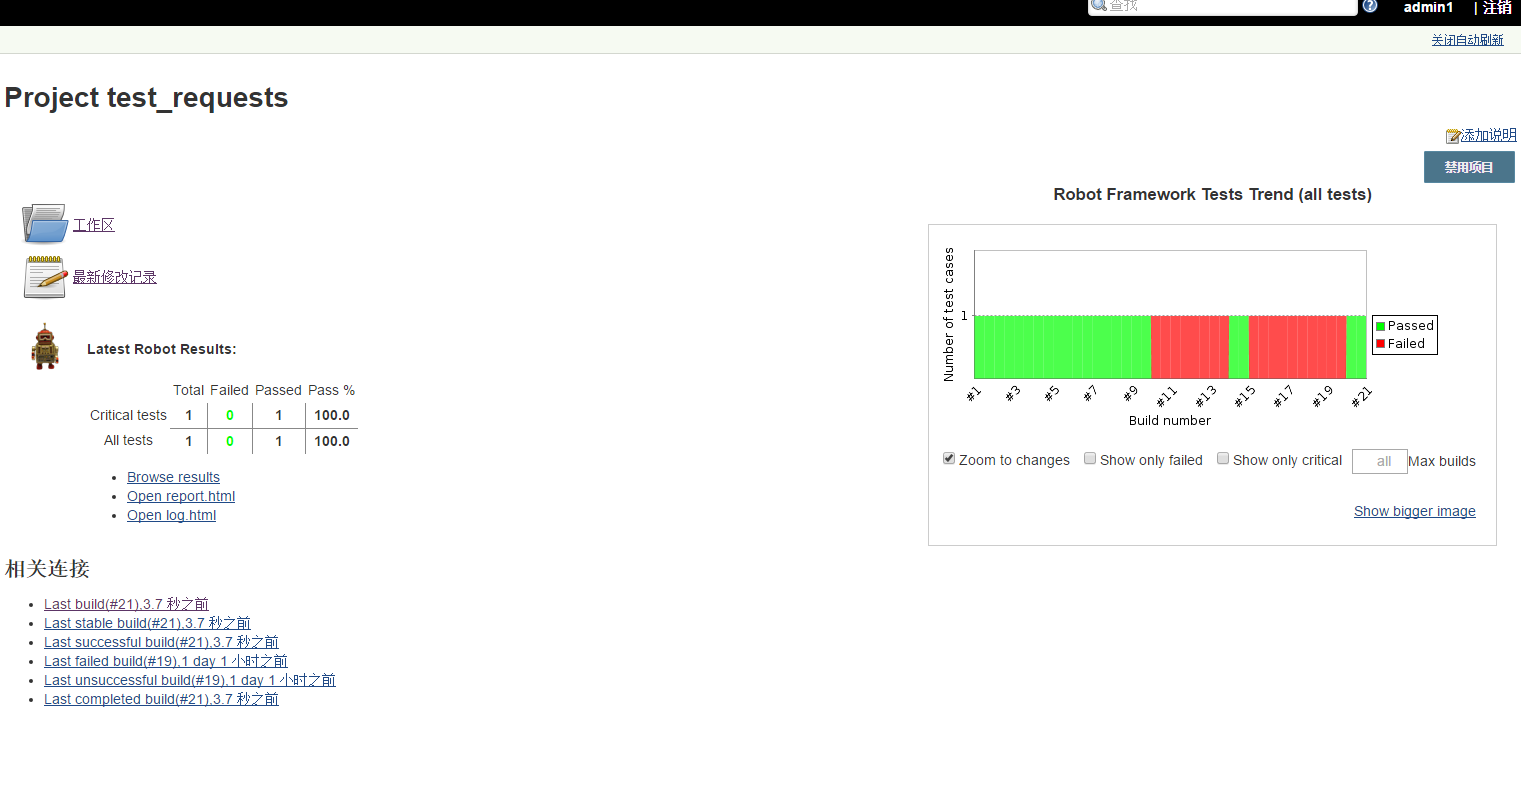 查找
admin1 | 注销
关闭自动刷新
Project test_requests
添加说明
禁用项目
工作区
最新修改记录
Latest Robot Results:
Total Failed Passed Pass %
Critical tests 1 0 1 100.0
All tests 1 0 1 100.0
Browse results
Open report.html
Open log.html
Robot Framework Tests Trend (all tests)
Number of test cases
1
#1 #3 #5 #7 #9 #11 #13 #15 #17 #19 #21
Build number
Passed
Failed
Zoom to changes Show only failed Show only critical all Max builds
Show bigger image
相关连接
Last build(#21),3.7 秒之前
Last stable build(#21),3.7 秒之前
Last successful build(#21),3.7 秒之前
Last failed build(#19),1 day 1 小时之前
Last unsuccessful build(#19),1 day 1 小时之前
Last completed build(#21),3.7 秒之前